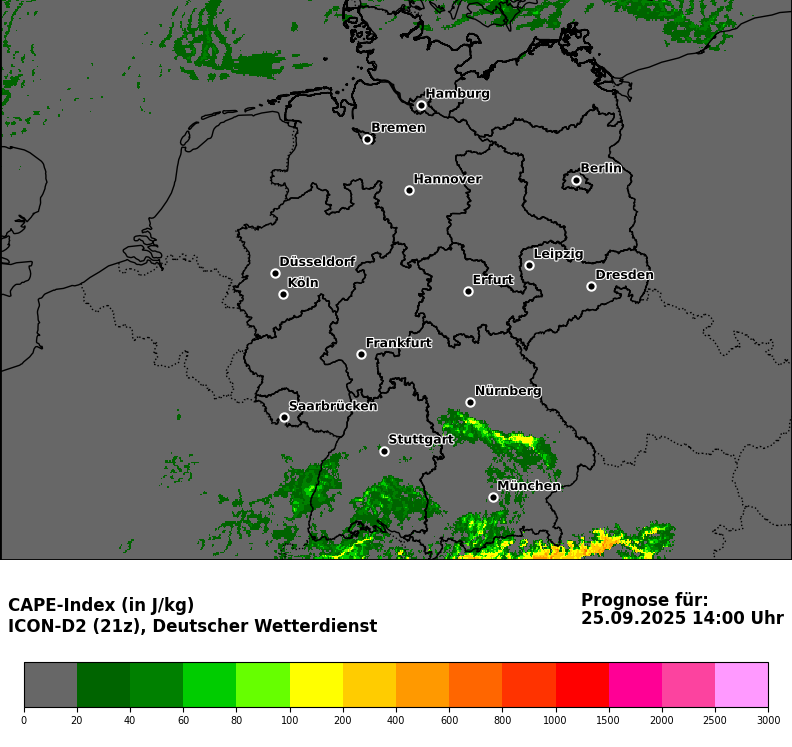 Hamburg
Bremen
Berlin
Hannover
Leipzig
Düsseldorf
Dresden
Köln
Erfurt
Frankfurt
Nürnberg
Saarbrücken
Stuttgart
München
CAPE-Index (in J/kg)
ICON-D2 (21z), Deutscher Wetterdienst
Prognose für:
25.09.2025 14:00 Uhr
0 20 40 60 80 100 200 400 600 800 1000 1500 2000 2500 3000